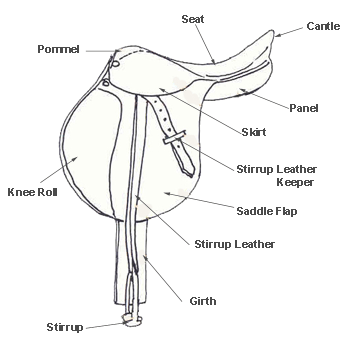 Seat
Cantle
Pommel
Panel
Skirt
Stirrup Leather
Keeper
Knee Roll
Saddle Flap
Stirrup Leather
Girth
Stirrup